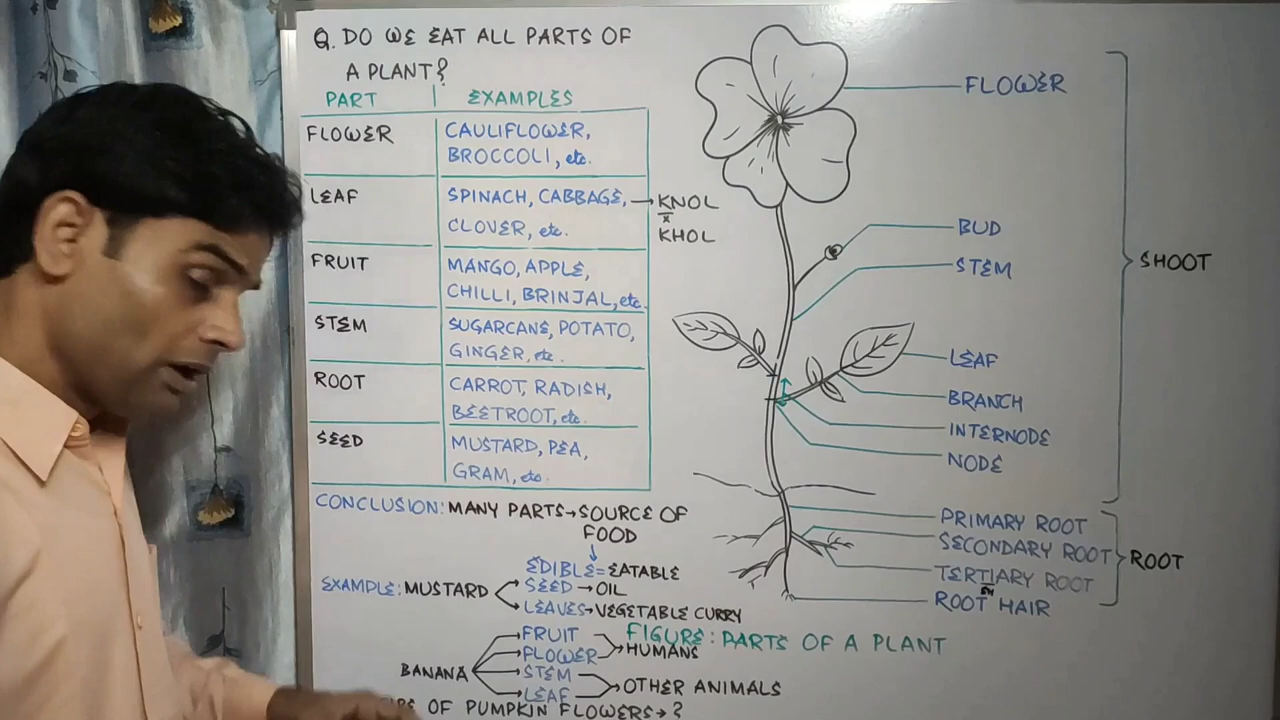 Q. DO WE EAT ALL PARTS OF
A PLANT?
PART EXAMPLES
FLOWER CAULIFLOWER,
BROCCOLI, etc.
LEAF SPINACH, CABBAGE, → KNOL
KHOL
CLOVER, etc.
FRUIT MANGO, APPLE,
CHILLI, BRINJAL, etc.
STEM SUGARCANE, POTATO,
GINGER, etc.
ROOT CARROT, RADISH,
BEETROOT, etc.
SEED MUSTARD, PEA,
GRAM, etc.
CONCLUSION: MANY PARTS → SOURCE OF
FOOD
↓
EDIBLE = EATABLE
EXAMPLE: MUSTARD
SEED → OIL
LEAVES → VEGETABLE CURRY
BANANA
FRUIT
FLOWER
HUMANS
STEM
LEAF
OTHER ANIMALS
OF PUMPKIN FLOWERS → ?
FLOWER
BUD
STEM
LEAF
BRANCH
INTERNODE
NODE
SHOOT
PRIMARY ROOT
SECONDARY ROOT
TERTIARY ROOT
ROOT HAIR
ROOT
FIGURE: PARTS OF A PLANT